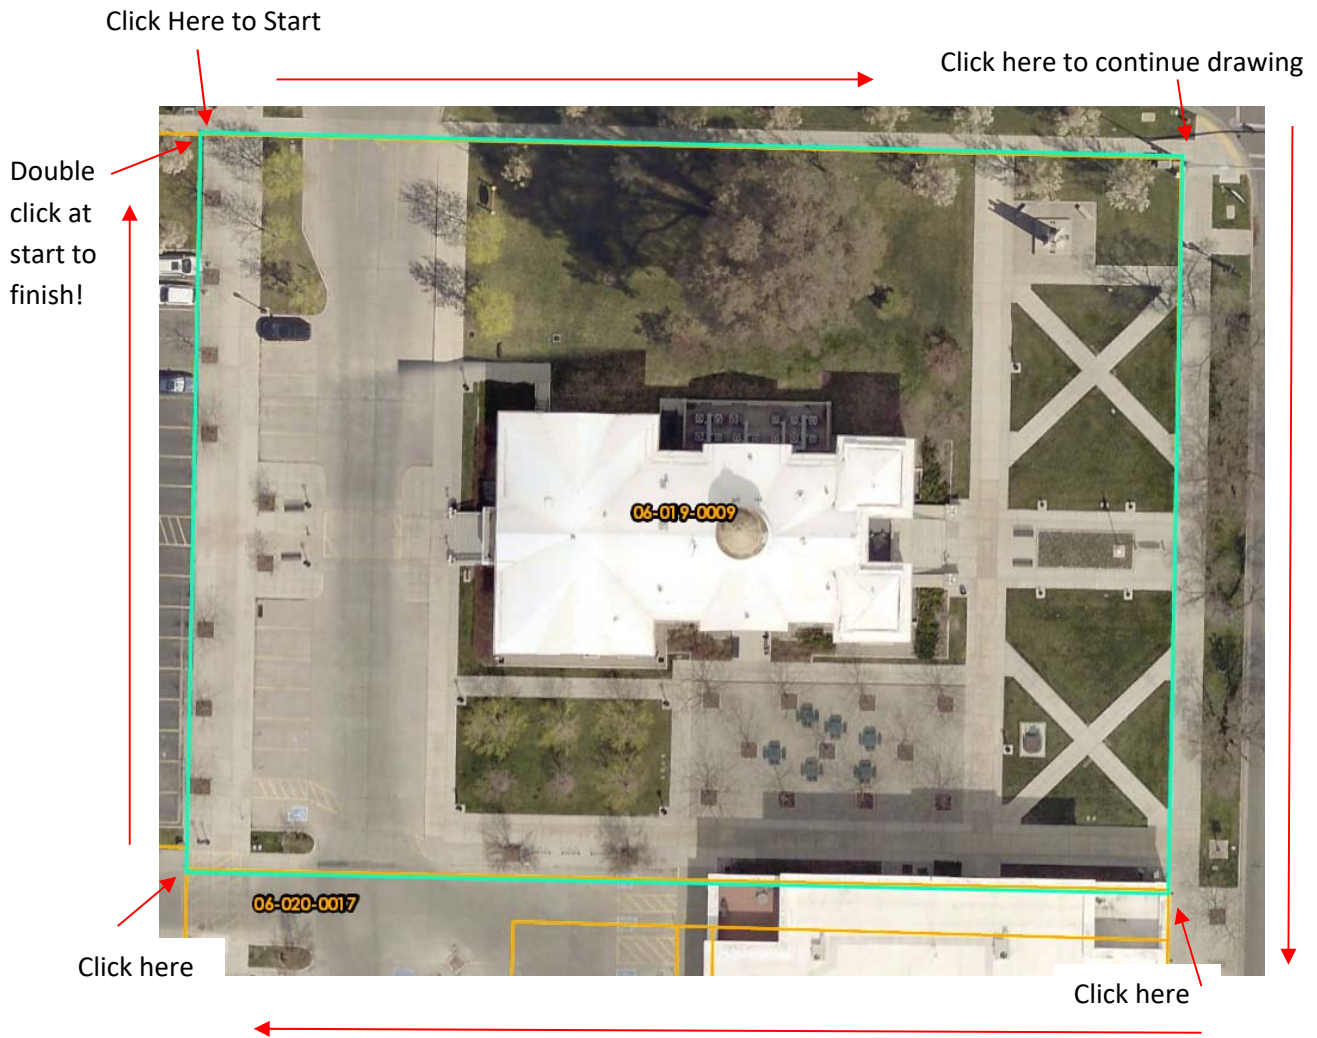 Click Here to Start
Click here to continue drawing
Double
click at
start to
finish!
06-019-0009
06-020-0017
Click here
Click here